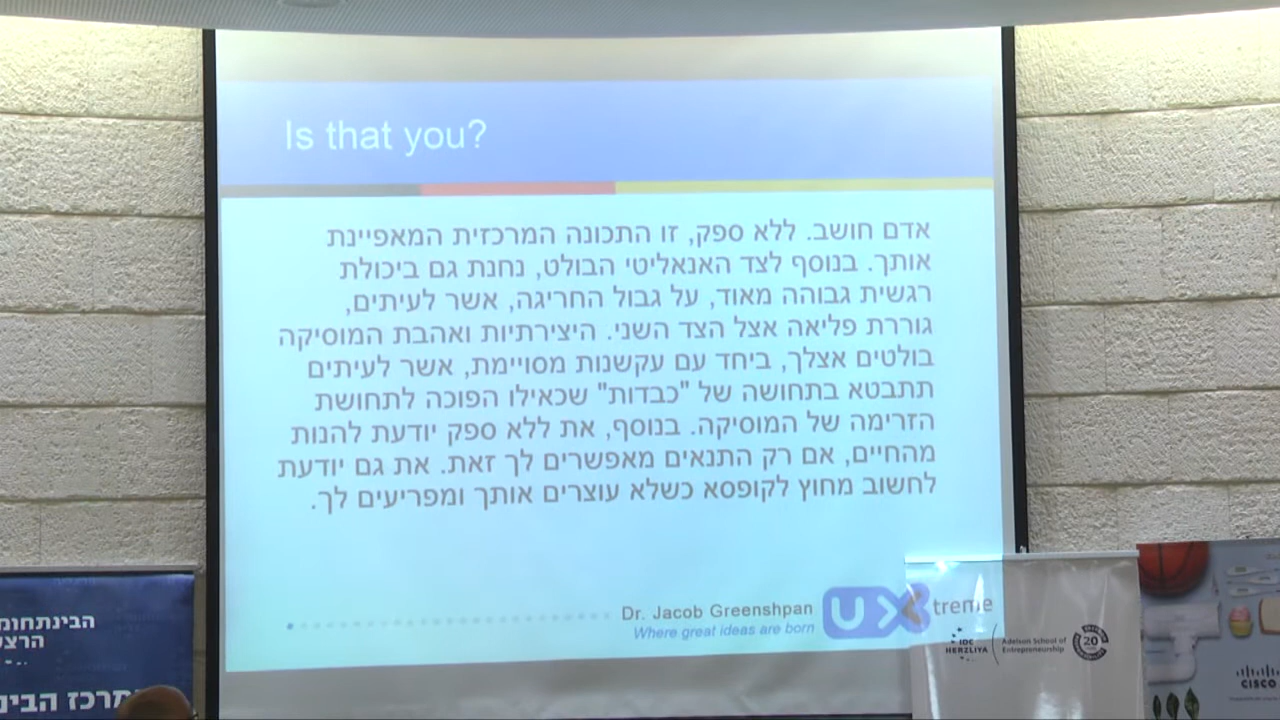 Is that you?
אדם חושב. ללא ספק, זו התכונה המרכזית המאפיינת
אותך. בנוסף לצד האנאליטי הבולט, נחנת גם ביכולת
רגשית גבוהה מאוד, על גבול החריגה, אשר לעיתים,
גוררת פליאה אצל הצד השני. היצירתיות ואהבת המוסיקה
בולטים אצלך, ביחד עם עקשנות מסויימת, אשר לעיתים
תתבטא בתחושה של "כבדות" שכאילו הפוכה לתחושת
הזרימה של המוסיקה. בנוסף, את ללא ספק יודעת להנות
מהחיים, אם רק התנאים מאפשרים לך זאת. את גם יודעת
לחשוב מחוץ לקופסא כשלא עוצרים אותך ומפריעים לך.
Dr. Jacob Greenshpan
Where great ideas are born
UXtreme
הבינתחומ
הרצ
מרכז הבינ
IDC
HERZLIYA
Adelson School of
Entrepreneurship
20
CISCO